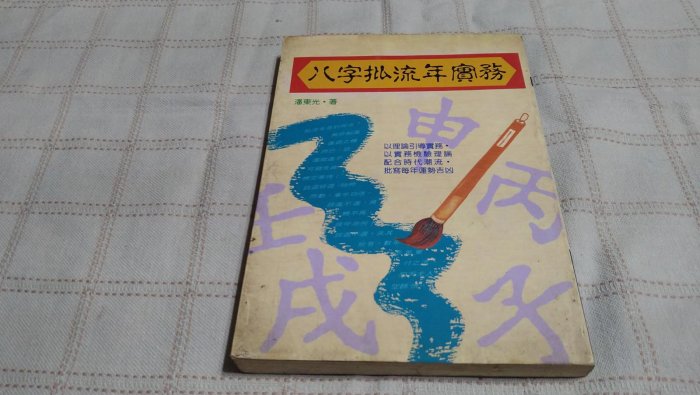 八字批流年實務
潘東光・著
以理論引導實務・
以實務檢驗理論
配合時代潮流・
批寫每年運勢吉凶
申
丙
子
壬
戌